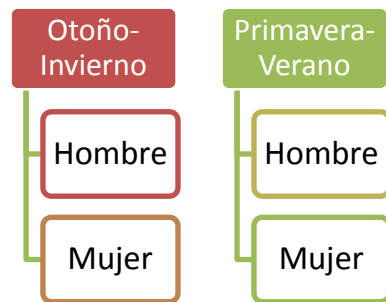 Otoño-
Invierno
Hombre
Mujer
Primavera-
Verano
Hombre
Mujer